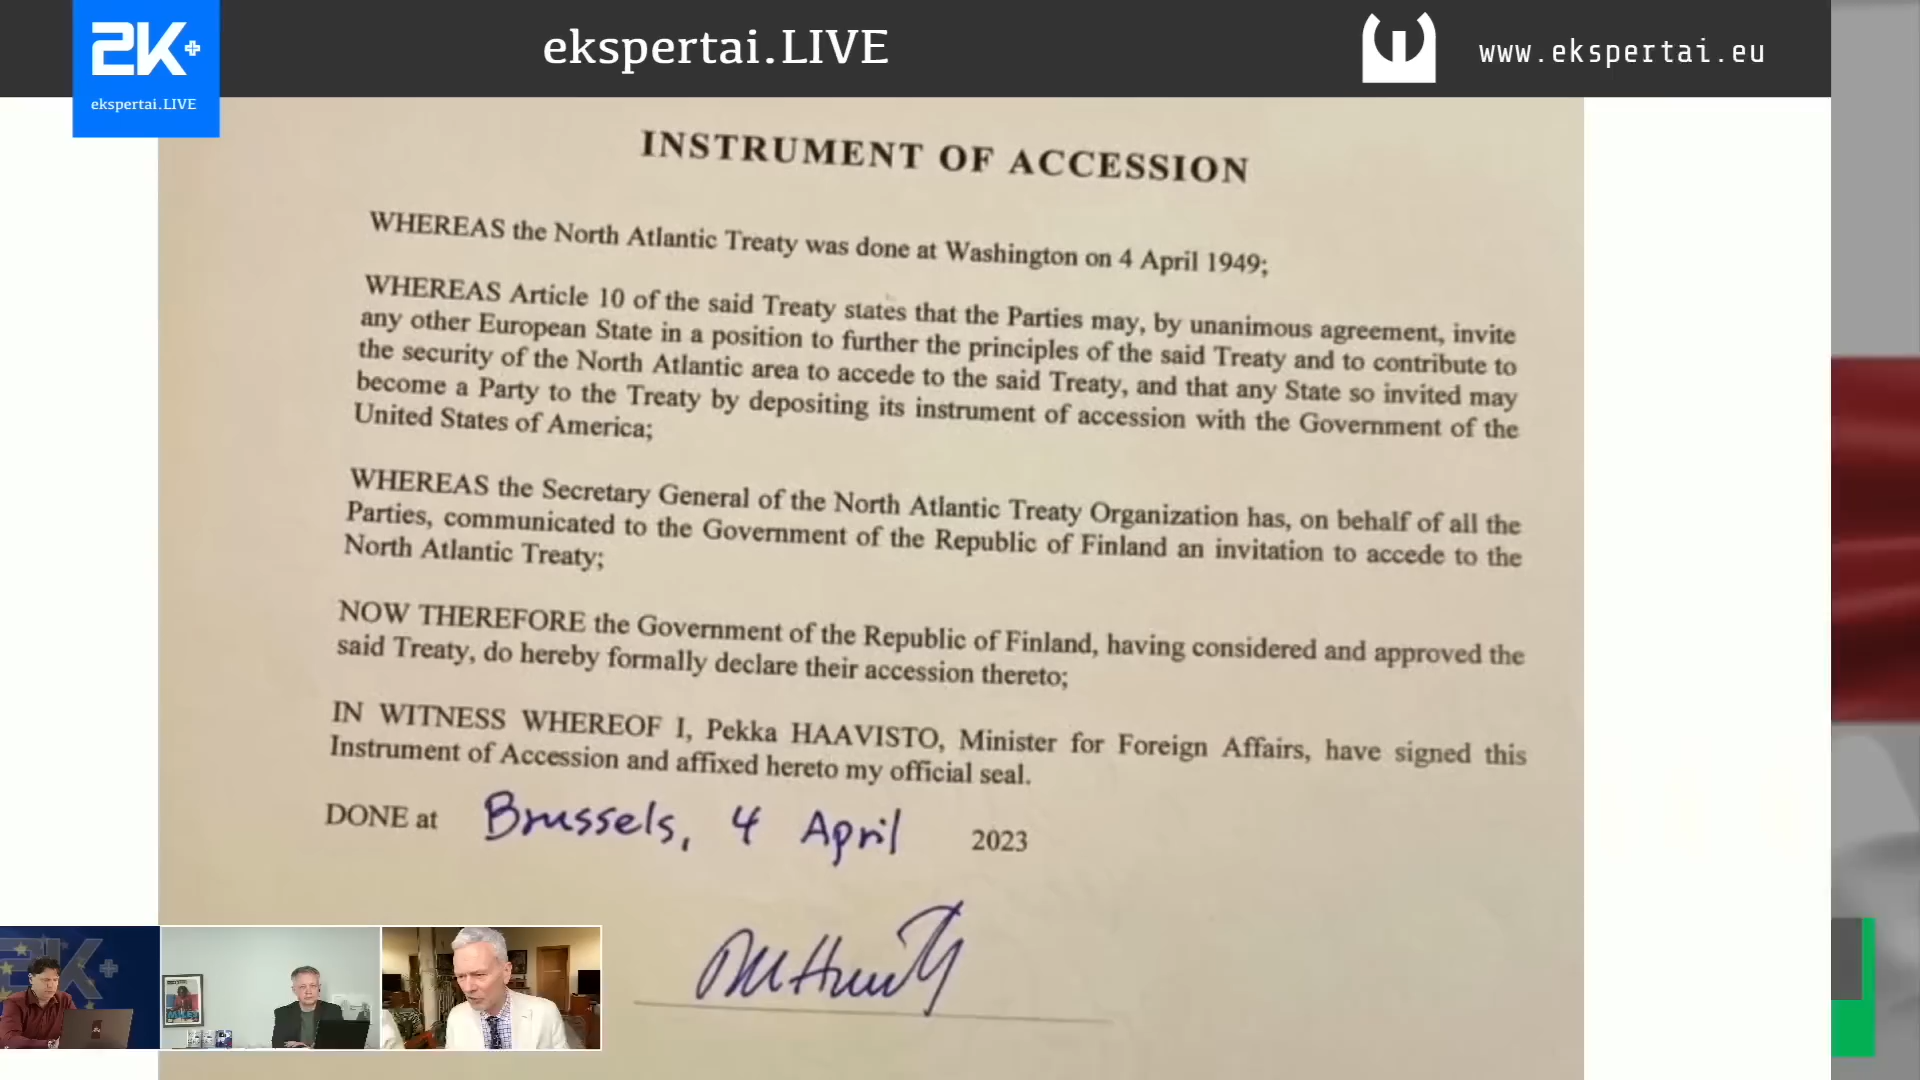 2K+
ekspertai.LIVE
ekspertai.LIVE
www.ekspertai.eu
INSTRUMENT OF ACCESSION
WHEREAS the North Atlantic Treaty was done at Washington on 4 April 1949;
WHEREAS Article 10 of the said Treaty states that the Parties may, by unanimous agreement, invite
any other European State in a position to further the principles of the said Treaty and to contribute to
the security of the North Atlantic area to accede to the said Treaty, and that any State so invited may
become a Party to the Treaty by depositing its instrument of accession with the Government of the
United States of America;
WHEREAS the Secretary General of the North Atlantic Treaty Organization has, on behalf of all the
Parties, communicated to the Government of the Republic of Finland an invitation to accede to the
North Atlantic Treaty;
NOW THEREFORE the Government of the Republic of Finland, having considered and approved the
said Treaty, do hereby formally declare their accession thereto;
IN WITNESS WHEREOF I, Pekka HAAVISTO, Minister for Foreign Affairs, have signed this
Instrument of Accession and affixed hereto my official seal.
DONE at Brussels, 4 April 2023
2K+